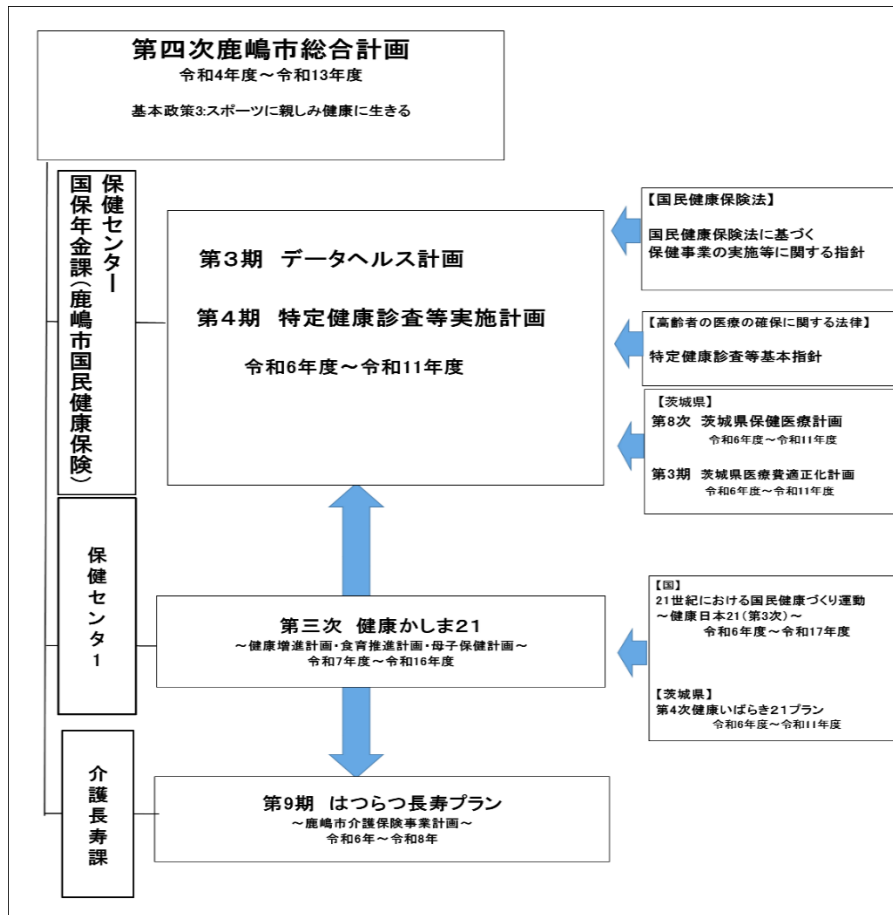 第四次鹿嶋市総合計画
令和4年度～令和13年度
基本政策3:スポーツに親しみ健康に生きる
保健センター
国保年金課(鹿嶋市国民健康保険)
第３期　データヘルス計画
第４期　特定健康診査等実施計画
令和6年度～令和11年度
【国民健康保険法】
国民健康保険法に基づく
保健事業の実施等に関する指針
【高齢者の医療の確保に関する法律】
特定健康診査等基本指針
【茨城県】
第8次　茨城県保健医療計画
令和6年度～令和11年度
第3期　茨城県医療費適正化計画
令和6年度～令和11年度
保健センター
第三次　健康かしま21
～健康増進計画・食育推進計画・母子保健計画～
令和7年度～令和16年度
【国】
21世紀における国民健康づくり運動
～健康日本21(第3次)～
令和6年度～令和17年度
【茨城県】
第4次健康いばらき２１プラン
令和6年度～令和11年度
介護長寿課
第9期　はつらつ長寿プラン
～鹿嶋市介護保険事業計画～
令和6年～令和8年